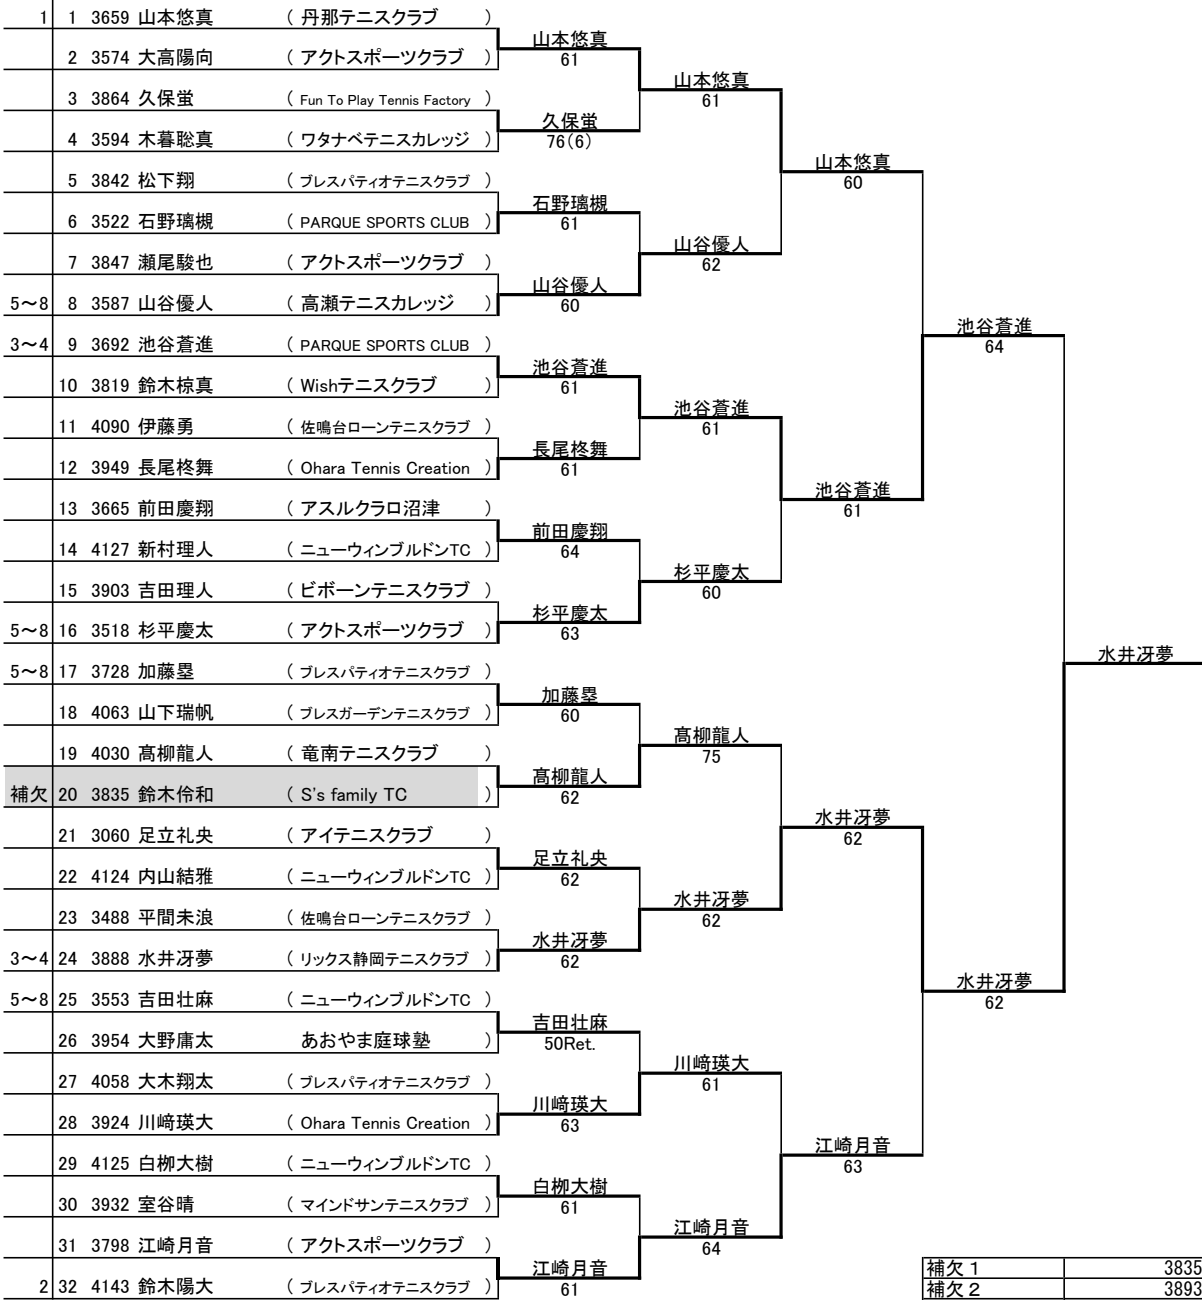 1 1 3659 山本悠真 ( 丹那テニスクラブ )
山本悠真
2 3574 大高陽向 ( アクトスポーツクラブ ) 61
山本悠真
3 3864 久保蛍 ( Fun To Play Tennis Factory ) 61
久保蛍
4 3594 木暮聡真 ( ワタナベテニスカレッジ ) 76(6)
山本悠真
5 3842 松下翔 ( ブレスパティオテニスクラブ ) 60
石野璃槻
6 3522 石野璃槻 ( PARQUE SPORTS CLUB ) 61
山谷優人
7 3847 瀬尾駿也 ( アクトスポーツクラブ ) 62
山谷優人
5～8 8 3587 山谷優人 ( 高瀬テニスカレッジ ) 60
池谷蒼進
3～4 9 3692 池谷蒼進 ( PARQUE SPORTS CLUB ) 64
池谷蒼進
10 3819 鈴木椋真 ( Wishテニスクラブ ) 61
池谷蒼進
11 4090 伊藤勇 ( 佐鳴台ローンテニスクラブ ) 61
長尾柊舞
12 3949 長尾柊舞 ( Ohara Tennis Creation ) 61
池谷蒼進
13 3665 前田慶翔 ( アスルクラロ沼津 ) 61
前田慶翔
14 4127 新村理人 ( ニューウィンブルドンTC ) 64
杉平慶太
15 3903 吉田理人 ( ビボーンテニスクラブ ) 60
杉平慶太
5～8 16 3518 杉平慶太 ( アクトスポーツクラブ ) 63
水井冴夢
5～8 17 3728 加藤塁 ( ブレスパティオテニスクラブ )
加藤塁
18 4063 山下瑞帆 ( ブレスガーデンテニスクラブ ) 60
髙柳龍人
19 4030 髙柳龍人 ( 竜南テニスクラブ ) 75
髙柳龍人
補欠 20 3835 鈴木伶和 ( S's family TC ) 62
水井冴夢
21 3060 足立礼央 ( アイテニスクラブ ) 62
足立礼央
22 4124 内山結雅 ( ニューウィンブルドンTC ) 62
水井冴夢
23 3488 平間未浪 ( 佐鳴台ローンテニスクラブ ) 62
水井冴夢
3～4 24 3888 水井冴夢 ( リックス静岡テニスクラブ ) 62
水井冴夢
5～8 25 3553 吉田壮麻 ( ニューウィンブルドンTC ) 62
吉田壮麻
26 3954 大野庸太 あおやま庭球塾 ) 50Ret.
川﨑瑛大
27 4058 大木翔太 ( ブレスパティオテニスクラブ ) 61
川﨑瑛大
28 3924 川﨑瑛大 ( Ohara Tennis Creation ) 63
江崎月音
29 4125 白栁大樹 ( ニューウィンブルドンTC ) 63
白栁大樹
30 3932 室谷晴 ( マインドサンテニスクラブ ) 61
江崎月音
31 3798 江崎月音 ( アクトスポーツクラブ ) 64
江崎月音
補欠１ 3835
2 32 4143 鈴木陽大 ( ブレスパティオテニスクラブ ) 61
補欠２ 3893